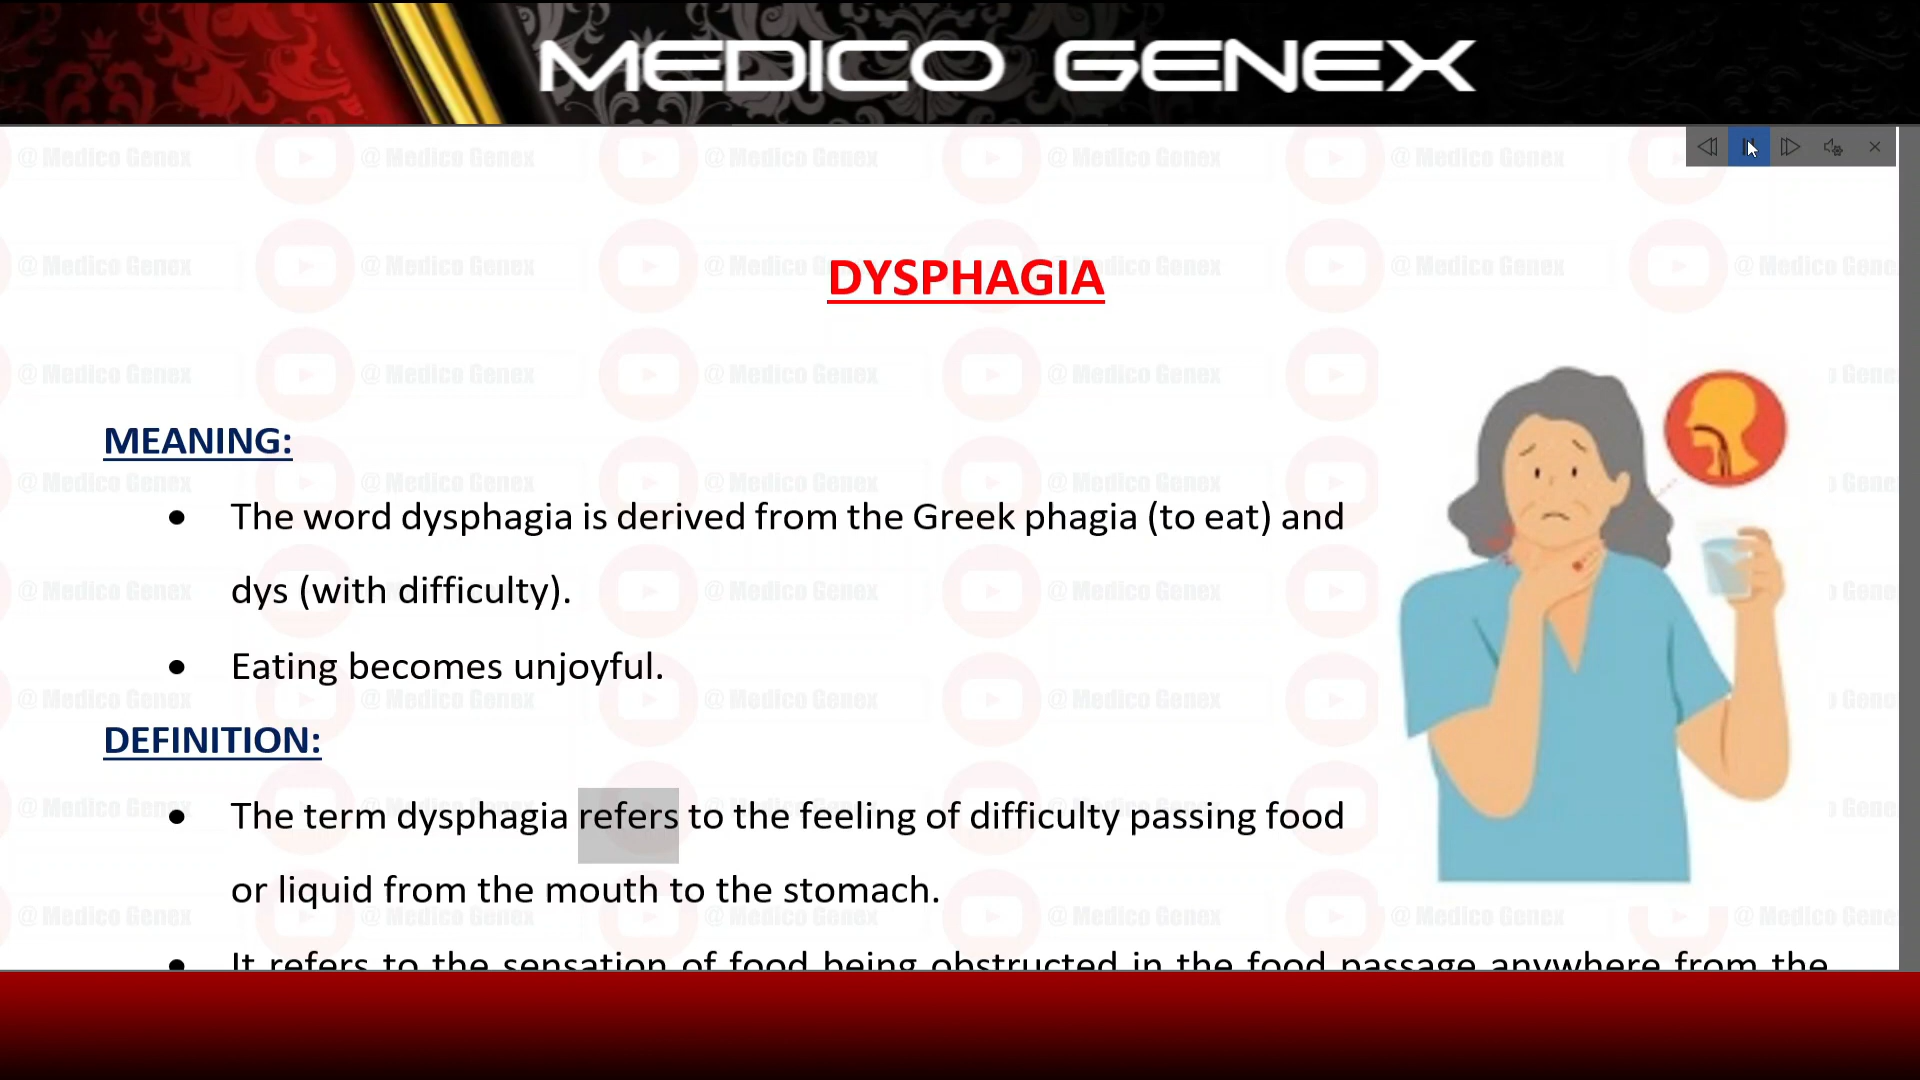 MEDICO GENEX
DYSPHAGIA
MEANING:
• The word dysphagia is derived from the Greek phagia (to eat) and
dys (with difficulty).
• Eating becomes unjoyful.
DEFINITION:
• The term dysphagia refers to the feeling of difficulty passing food
or liquid from the mouth to the stomach.
• It refers to the sensation of food being obstructed in the food passage anywhere from the
@ Medico Genex